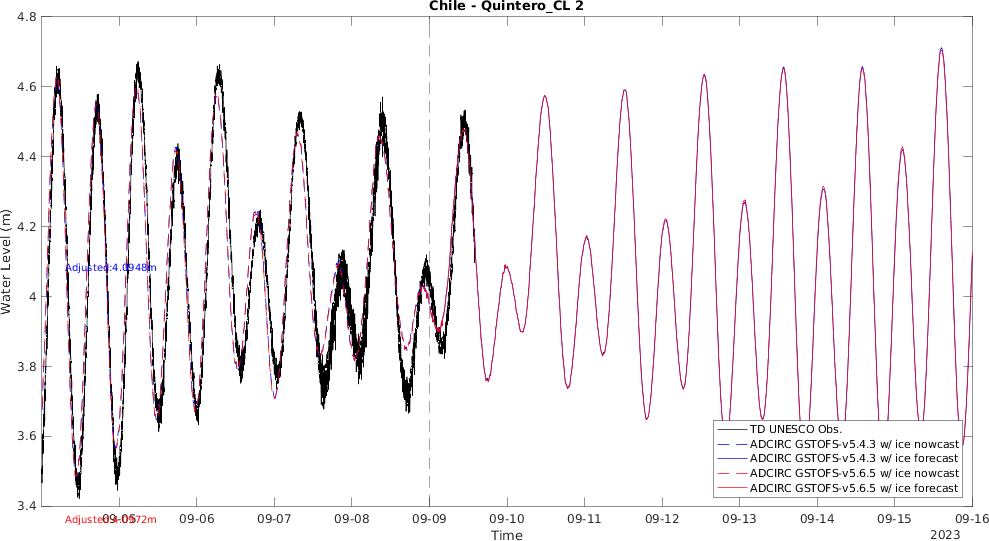 Chile - Quintero_CL 2
4.8
4.6
4.4
4.2
4
3.8
3.6
3.4
Water Level (m)
Adjusted:4.0948m
TD UNESCO Obs.
ADCIRC GSTOFS-v5.4.3 w/ ice nowcast
ADCIRC GSTOFS-v5.4.3 w/ ice forecast
ADCIRC GSTOFS-v5.6.5 w/ ice nowcast
ADCIRC GSTOFS-v5.6.5 w/ ice forecast
09-05 09-06 09-07 09-08 09-09 09-10 09-11 09-12 09-13 09-14 09-15 09-16
Time
2023